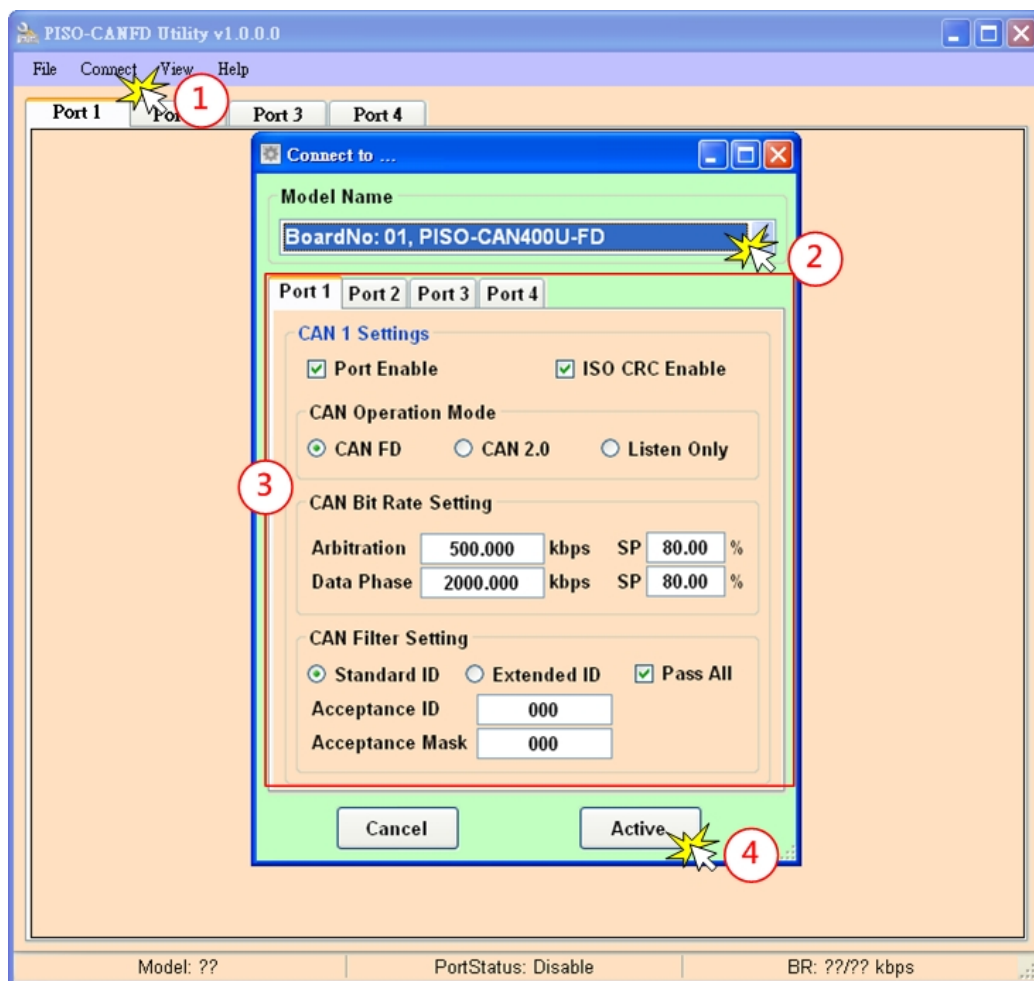 PISO-CANFD Utility v1.0.0.0
File Connect View Help
1
Port 1 Port 3 Port 4
Connect to ...
Model Name
BoardNo: 01, PISO-CAN400U-FD
2
Port 1 Port 2 Port 3 Port 4
CAN 1 Settings
Port Enable ISO CRC Enable
CAN Operation Mode
CAN FD CAN 2.0 Listen Only
3
CAN Bit Rate Setting
Arbitration 500.000 kbps SP 80.00 %
Data Phase 2000.000 kbps SP 80.00 %
CAN Filter Setting
Standard ID Extended ID Pass All
Acceptance ID 000
Acceptance Mask 000
Cancel Active
4
Model: ?? PortStatus: Disable BR: ??/?? kbps